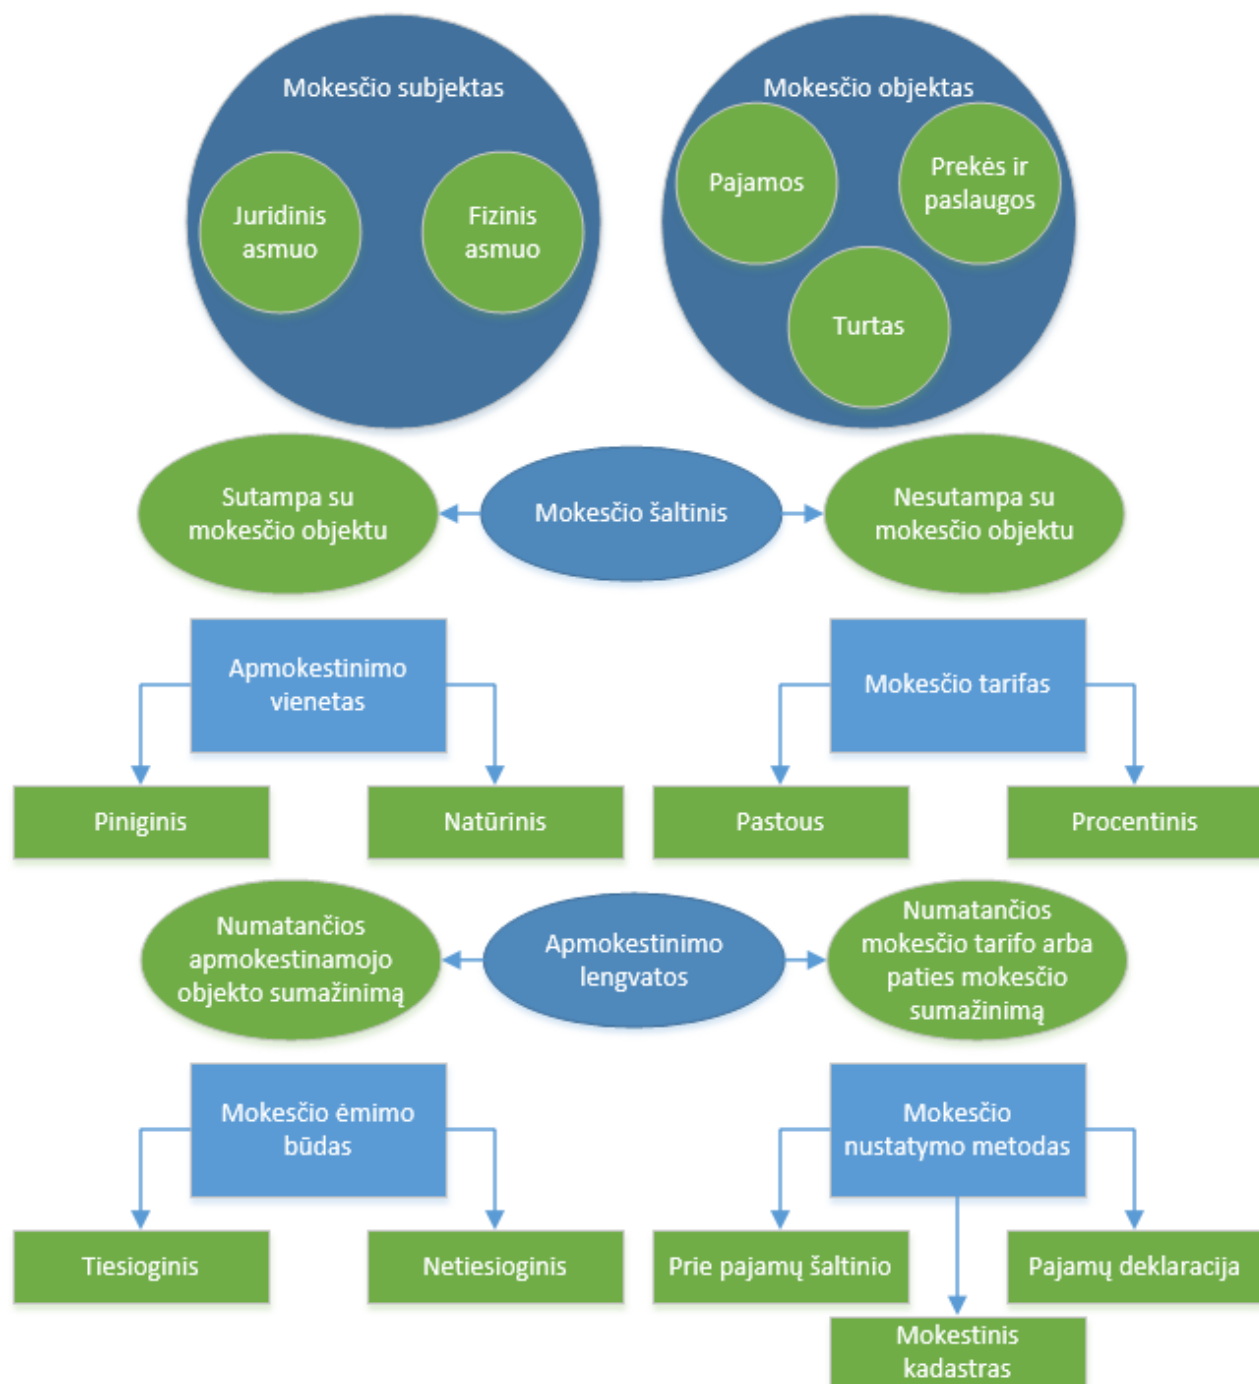 Mokesčio subjektas
Juridinis
asmuo
Fizinis
asmuo
Mokesčio objektas
Pajamos
Prekės ir
paslaugos
Turtas
Sutampa su
mokesčio objektu
Mokesčio šaltinis
Nesutampa su
mokesčio objektu
Apmokestinimo
vienetas
Piniginis
Natūrinis
Mokesčio tarifas
Pastous
Procentinis
Numatančios
apmokestinamojo
objekto sumažinimą
Apmokestinimo
lengvatos
Numatančios
mokesčio tarifo arba
paties mokesčio
sumažinimą
Mokesčio ėmimo
būdas
Tiesioginis
Netiesioginis
Mokesčio
nustatymo metodas
Prie pajamų šaltinio
Mokestinis
kadastras
Pajamų deklaracija